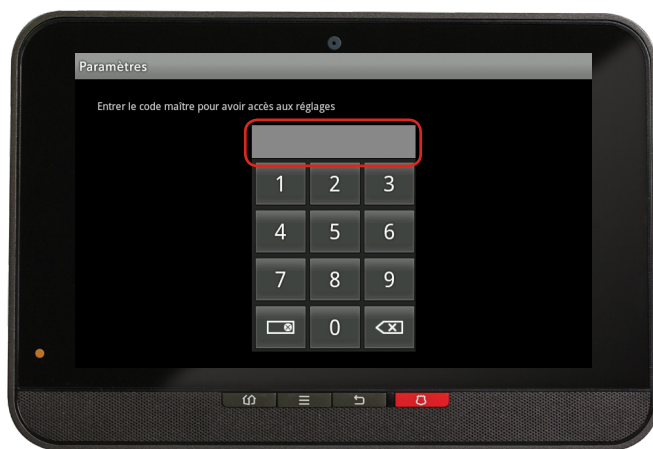 Paramètres
Entrer le code maître pour avoir accès aux réglages
1 2 3
4 5 6
7 8 9
0